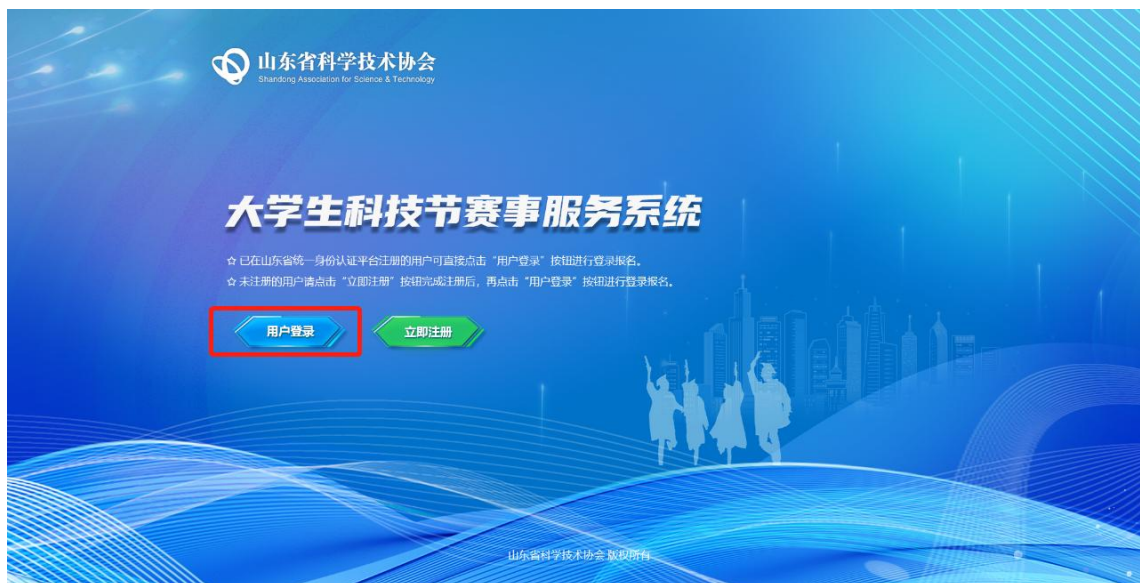 山东省科学技术协会
Shandong Association for Science & Technology
大学生科技节赛事服务系统
☆ 已在山东省统一身份认证平台注册的用户可直接点击“用户登录”按钮进行登录报名。
☆ 未注册的用户请点击“立即注册”按钮完成注册后，再点击“用户登录”按钮进行登录报名。
用户登录
立即注册
山东省科学技术协会 版权所有